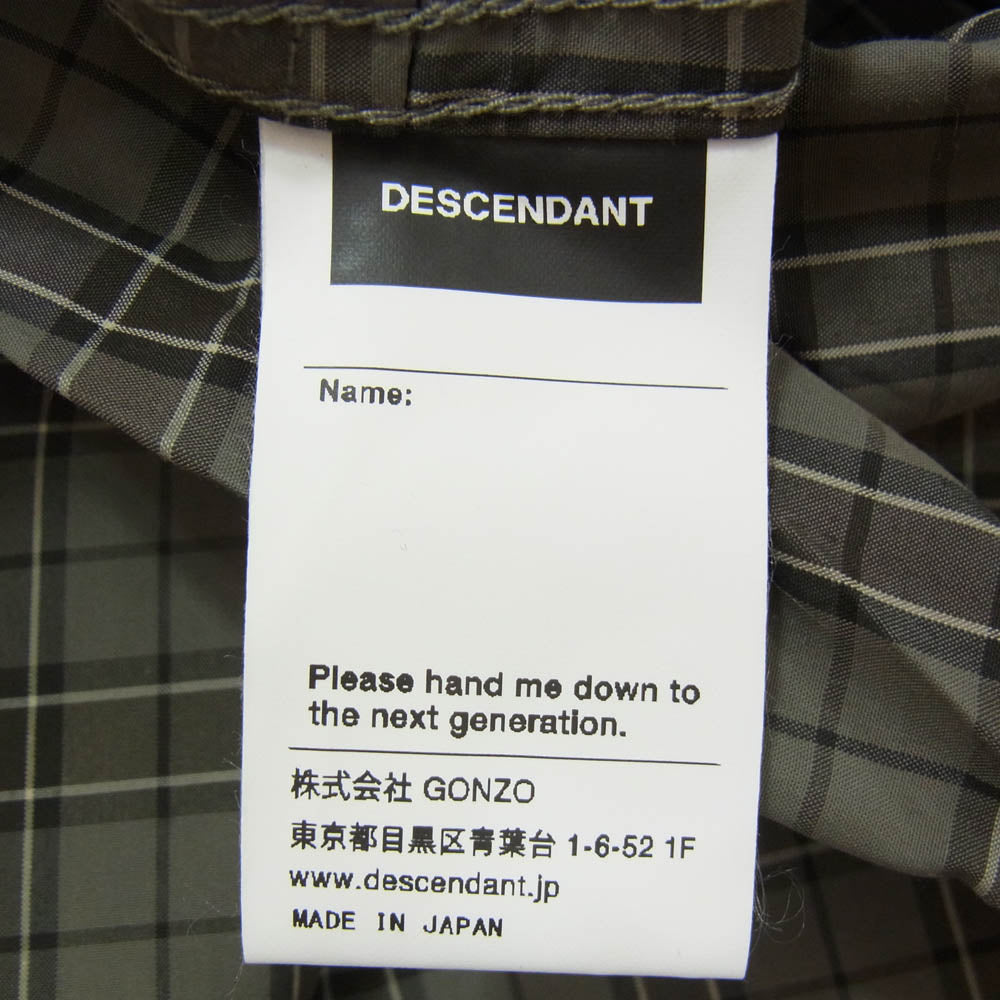 DESCENDANT
Name:
Please hand me down to
the next generation.
株式会社 GONZO
東京都目黒区青葉台 1-6-52 1F
www.descendant.jp
MADE IN JAPAN